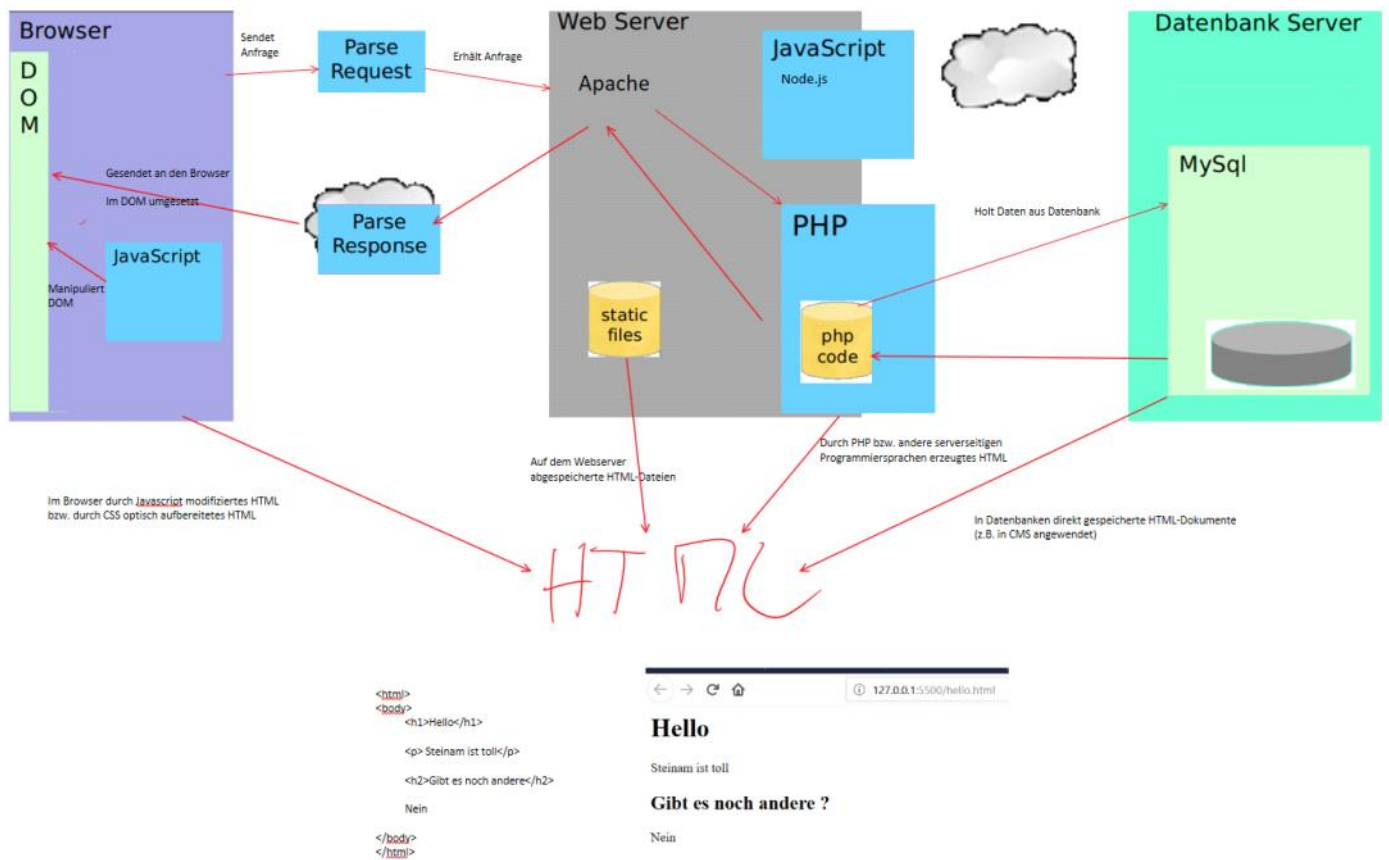 Browser
D
O
M
Sendet
Anfrage
Parse
Request
Erhält Anfrage
Web Server
Apache
JavaScript
Node.js
Datenbank Server
MySql
Gesendet an den Browser
Im DOM umgesetzt
JavaScript
Manipuliert
DOM
Parse
Response
static
files
PHP
php
code
Holt Daten aus Datenbank
Im Browser durch Javascript modifiziertes HTML
bzw. durch CSS optisch aufbereitetes HTML
Auf dem Webserver
abgespeicherte HTML-Dateien
Durch PHP bzw. andere serverseitigen
Programmiersprachen erzeugtes HTML
In Datenbanken direkt gespeicherte HTML-Dokumente
(z.B. in CMS angewendet)
HTML
<html>
<body>
<h1>Hello</h1>
<p> Steinam ist toll</p>
<h2>Gibt es noch andere</h2>
Nein
</body>
</html>
127.0.0.1:5500/hello.html
Hello
Steinam ist toll
Gibt es noch andere ?
Nein